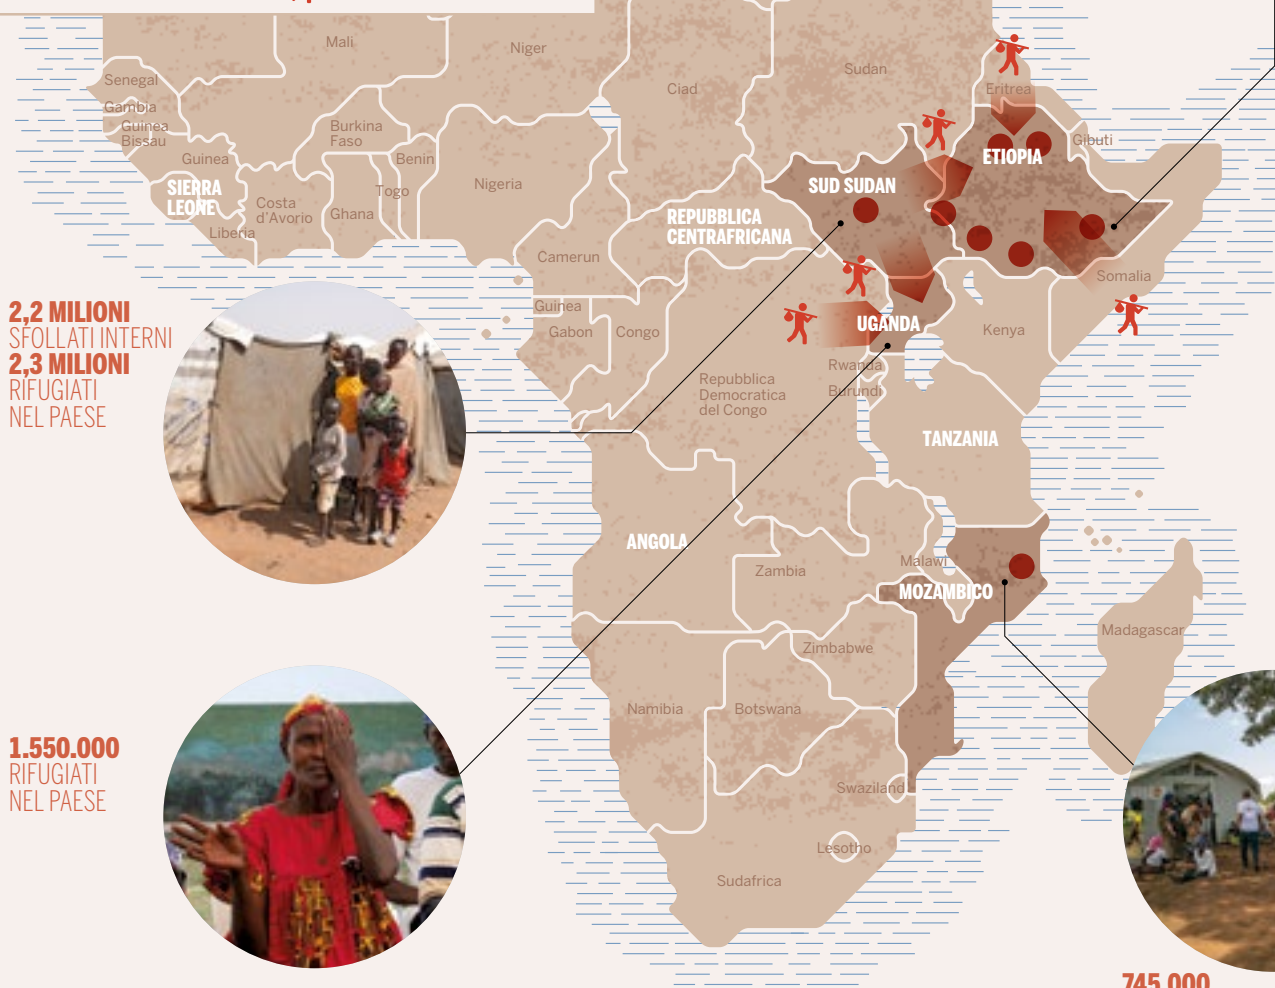 Mali
Niger
Ciad
Sudan
Eritrea
Senegal
Gambia
Guinea
Bissau
Guinea
Burkina
Faso
Benin
Gibuti
ETIOPIA
SIERRA
LEONE
Costa
d'Avorio
Togo
Ghana
Liberia
Nigeria
SUD SUDAN
REPUBBLICA
CENTRAFRICANA
Camerun
Somalia
Guinea
Gabon
Congo
UGANDA
Kenya
Rwanda
Burundi
Repubblica
Democratica
del Congo
TANZANIA
2,2 MILIONI
SFOLLATI INTERNI
2,3 MILIONI
RIFUGIATI
NEL PAESE
ANGOLA
Zambia
Malawi
MOZAMBICO
Madagascar
Zimbabwe
Namibia
Botswana
Swaziland
Lesotho
Sudafrica
1.550.000
RIFUGIATI
NEL PAESE
745.000